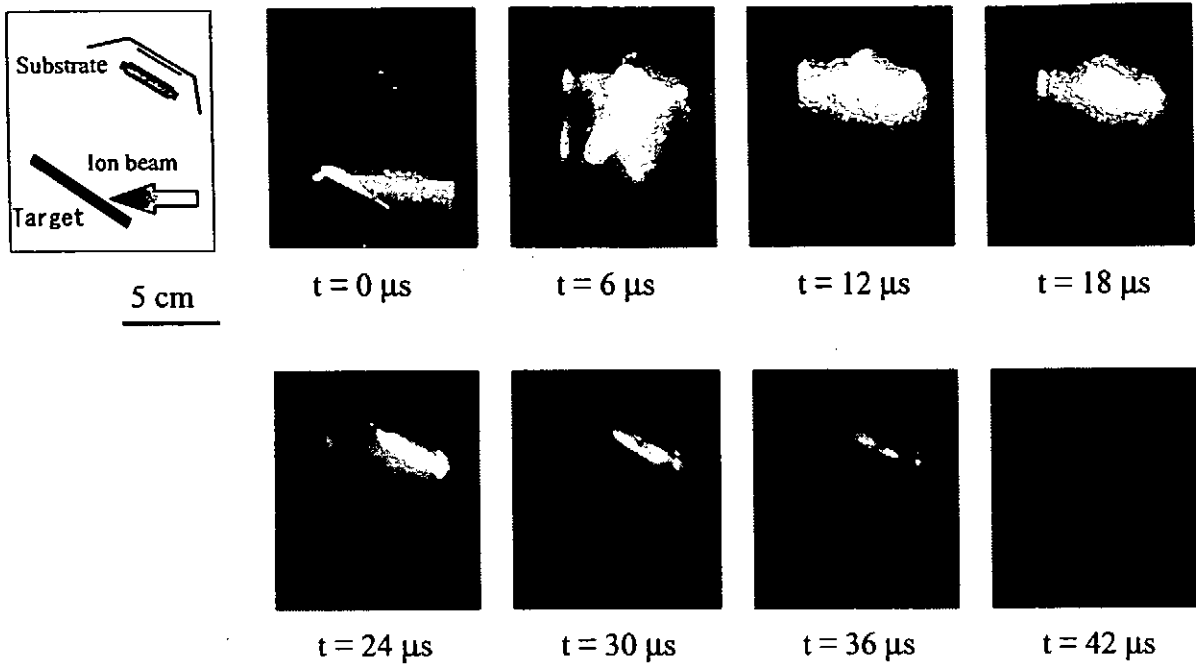 Substrate
Ion beam
Target
5 cm
t = 0 μs
t = 6 μs
t = 12 μs
t = 18 μs
t = 24 μs
t = 30 μs
t = 36 μs
t = 42 μs